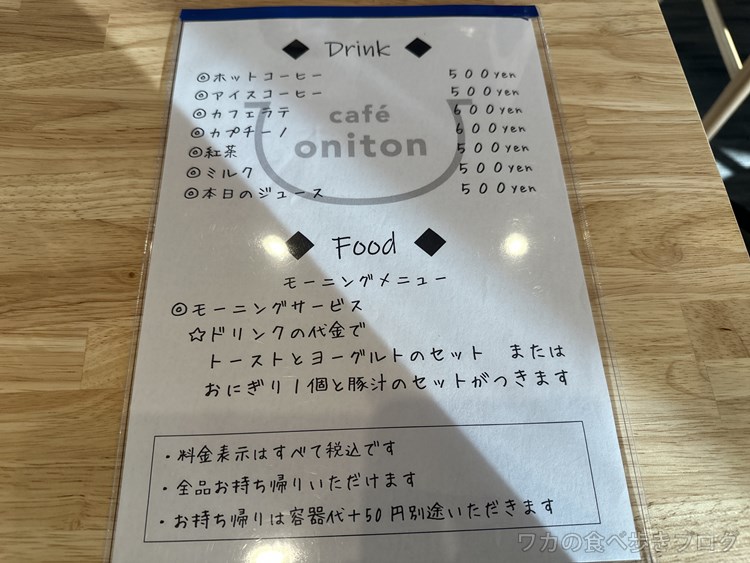 ◆ Drink ◆
◎ホットコーヒー 500yen
◎アイスコーヒー 500yen
◎カフェラテ 600yen
◎カプチーノ 600yen
◎紅茶 500yen
◎ミルク 500yen
◎本日のジュース 500yen
café
oniton
◆ Food ◆
モーニングメニュー
◎モーニングサービス
☆ドリンクの代金で
トーストとヨーグルトのセット または
おにぎり1個と豚汁のセットがつきます
・料金表示はすべて税込です
・全品お持ち帰りいただけます
・お持ち帰りは容器代+50円別途いただきます
ワカの食べ歩きブログ